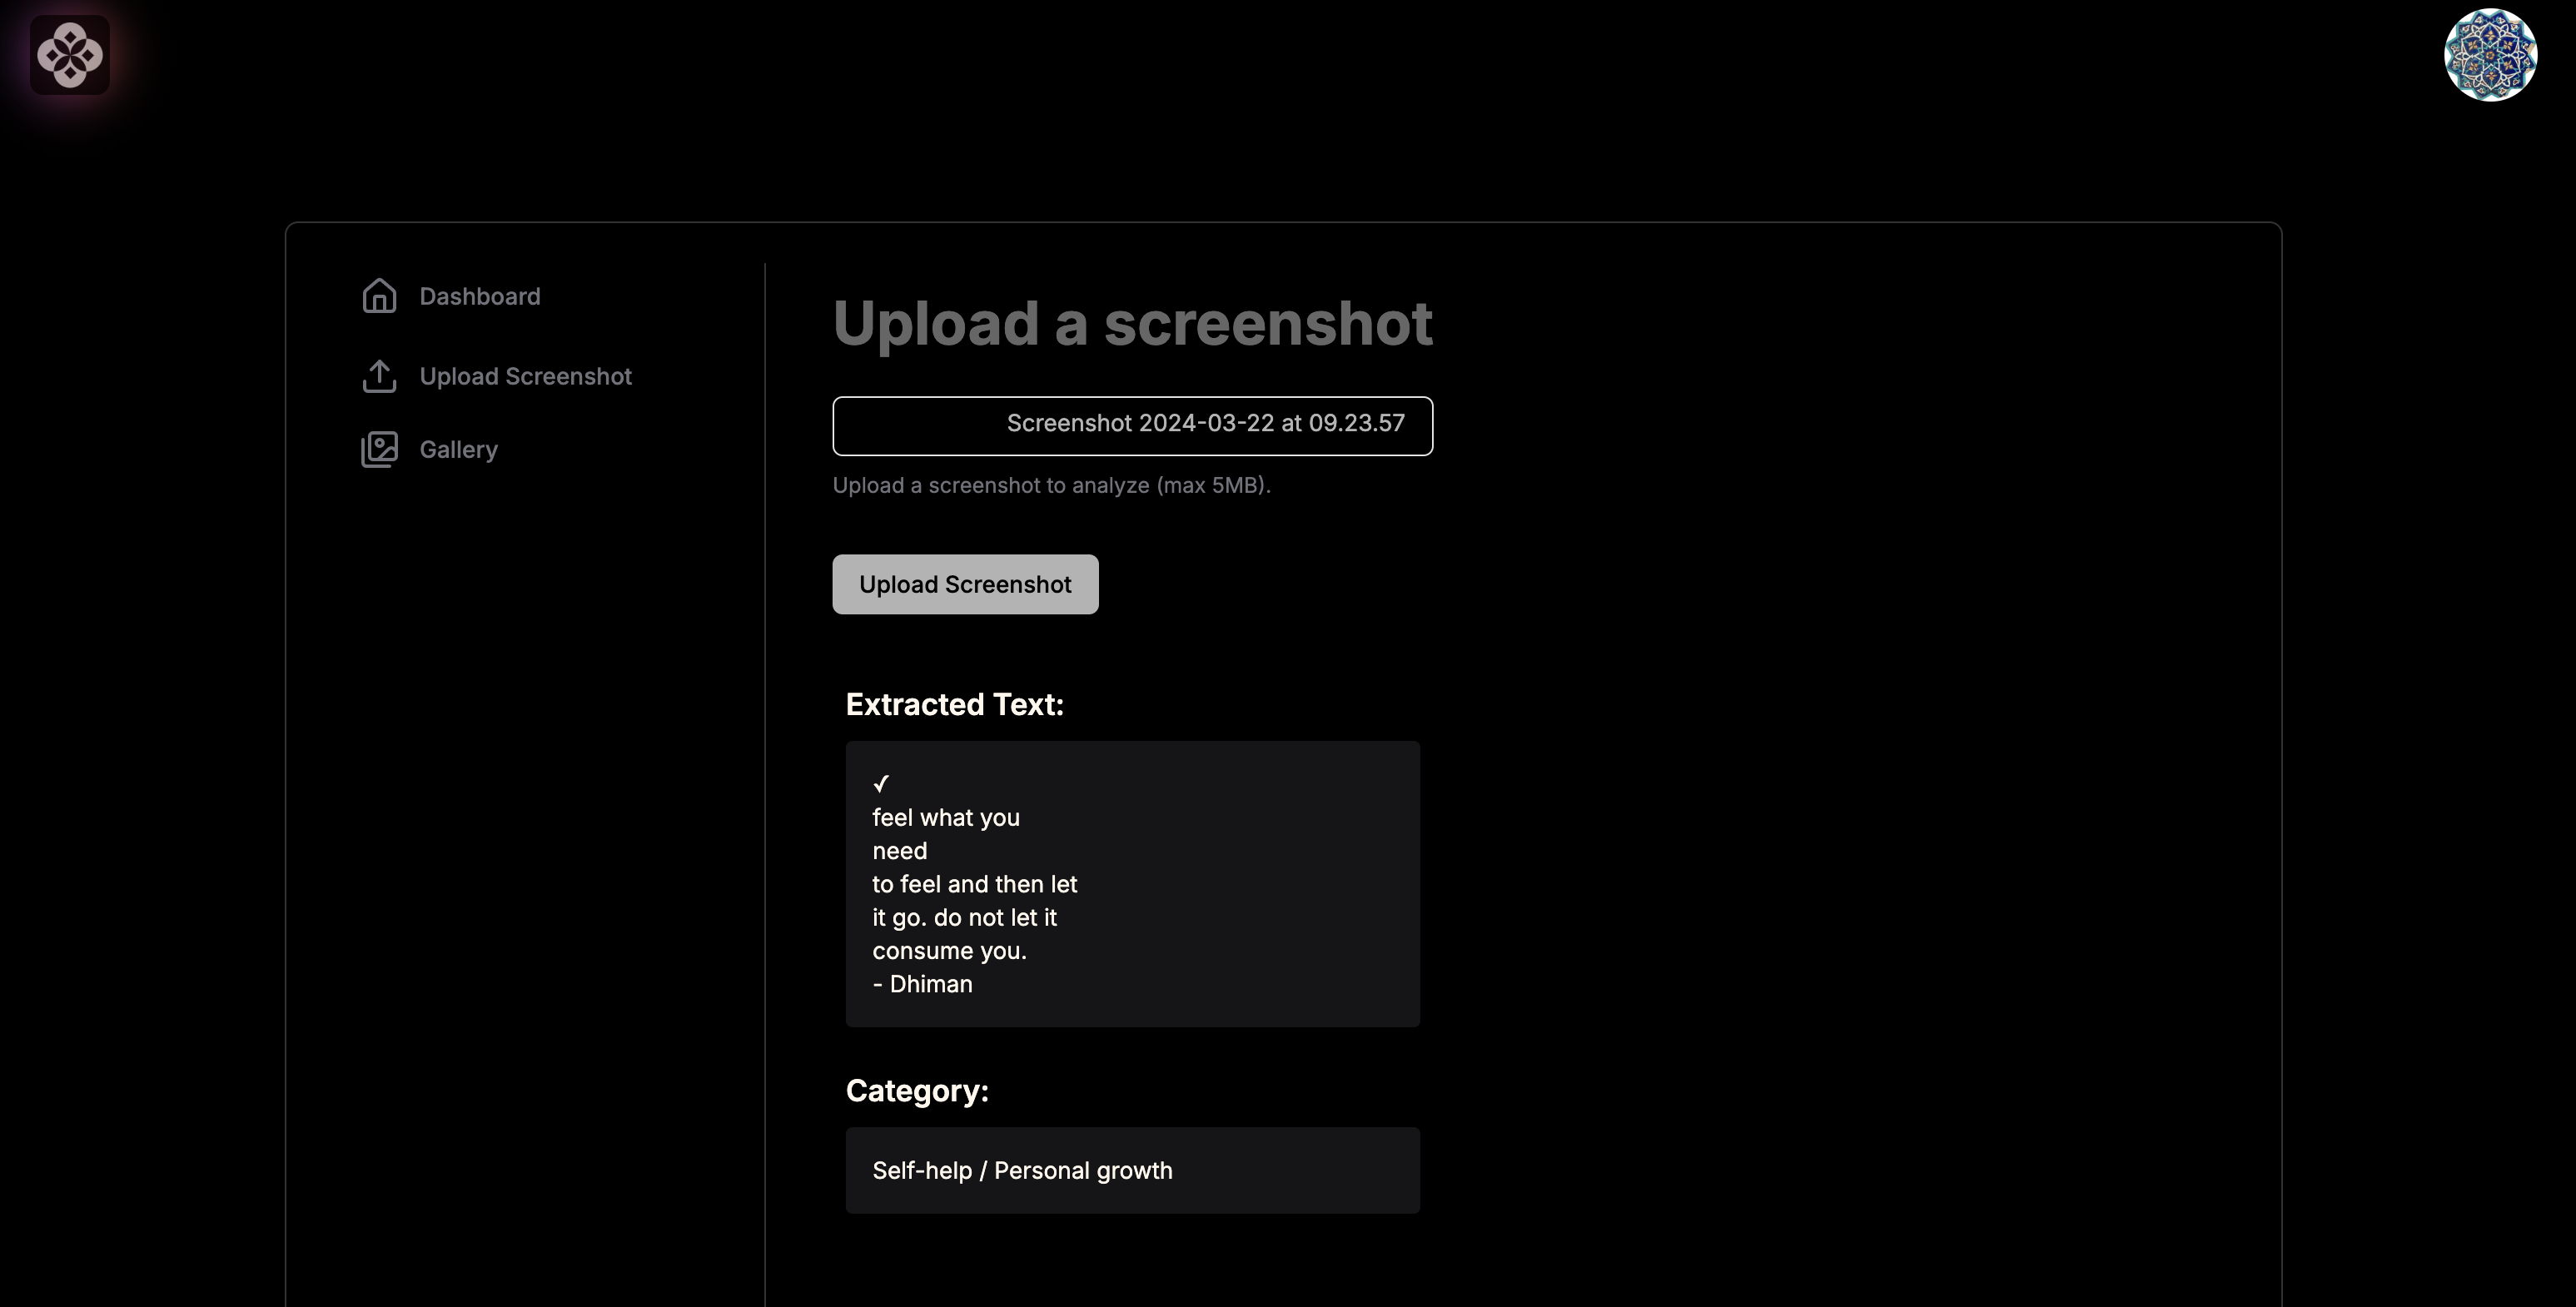 Dashboard
Upload Screenshot
Gallery
Upload a screenshot
Screenshot 2024-03-22 at 09.23.57
Upload a screenshot to analyze (max 5MB).
Upload Screenshot
Extracted Text:
✓
feel what you
need
to feel and then let
it go. do not let it
consume you.
- Dhiman
Category:
Self-help / Personal growth